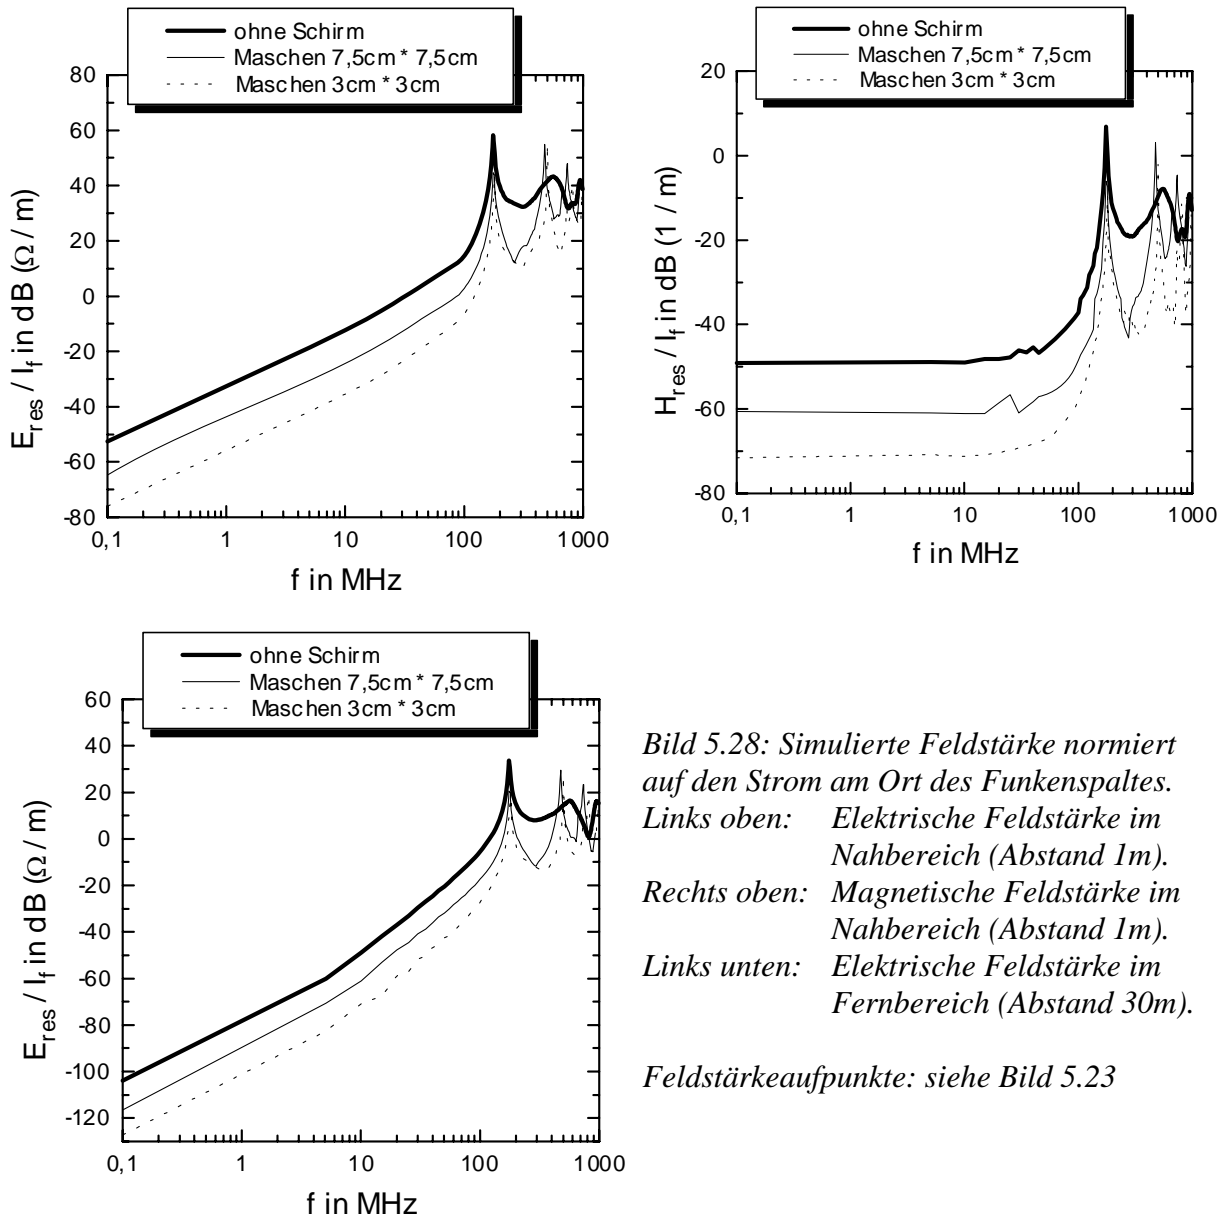 ohne Schirm
Maschen 7,5cm * 7,5cm
Maschen 3cm * 3cm
80
60
40
20
0
-20
-40
-60
-80
E_res / I_f in dB (Ω / m)
0,1
1
10
100
1000
f in MHz
ohne Schirm
Maschen 7,5cm * 7,5cm
Maschen 3cm * 3cm
20
0
-20
-40
-60
-80
H_res / I_f in dB (1 / m)
0,1
1
10
100
1000
f in MHz
ohne Schirm
Maschen 7,5cm * 7,5cm
Maschen 3cm * 3cm
60
40
20
0
-20
-40
-60
-80
-100
-120
E_res / I_f in dB (Ω / m)
0,1
1
10
100
1000
f in MHz
Bild 5.28: Simulierte Feldstärke normiert
auf den Strom am Ort des Funkenspaltes.
Links oben: Elektrische Feldstärke im
Nahbereich (Abstand 1m).
Rechts oben: Magnetische Feldstärke im
Nahbereich (Abstand 1m).
Links unten: Elektrische Feldstärke im
Fernbereich (Abstand 30m).
Feldstärkeaufpunkte: siehe Bild 5.23